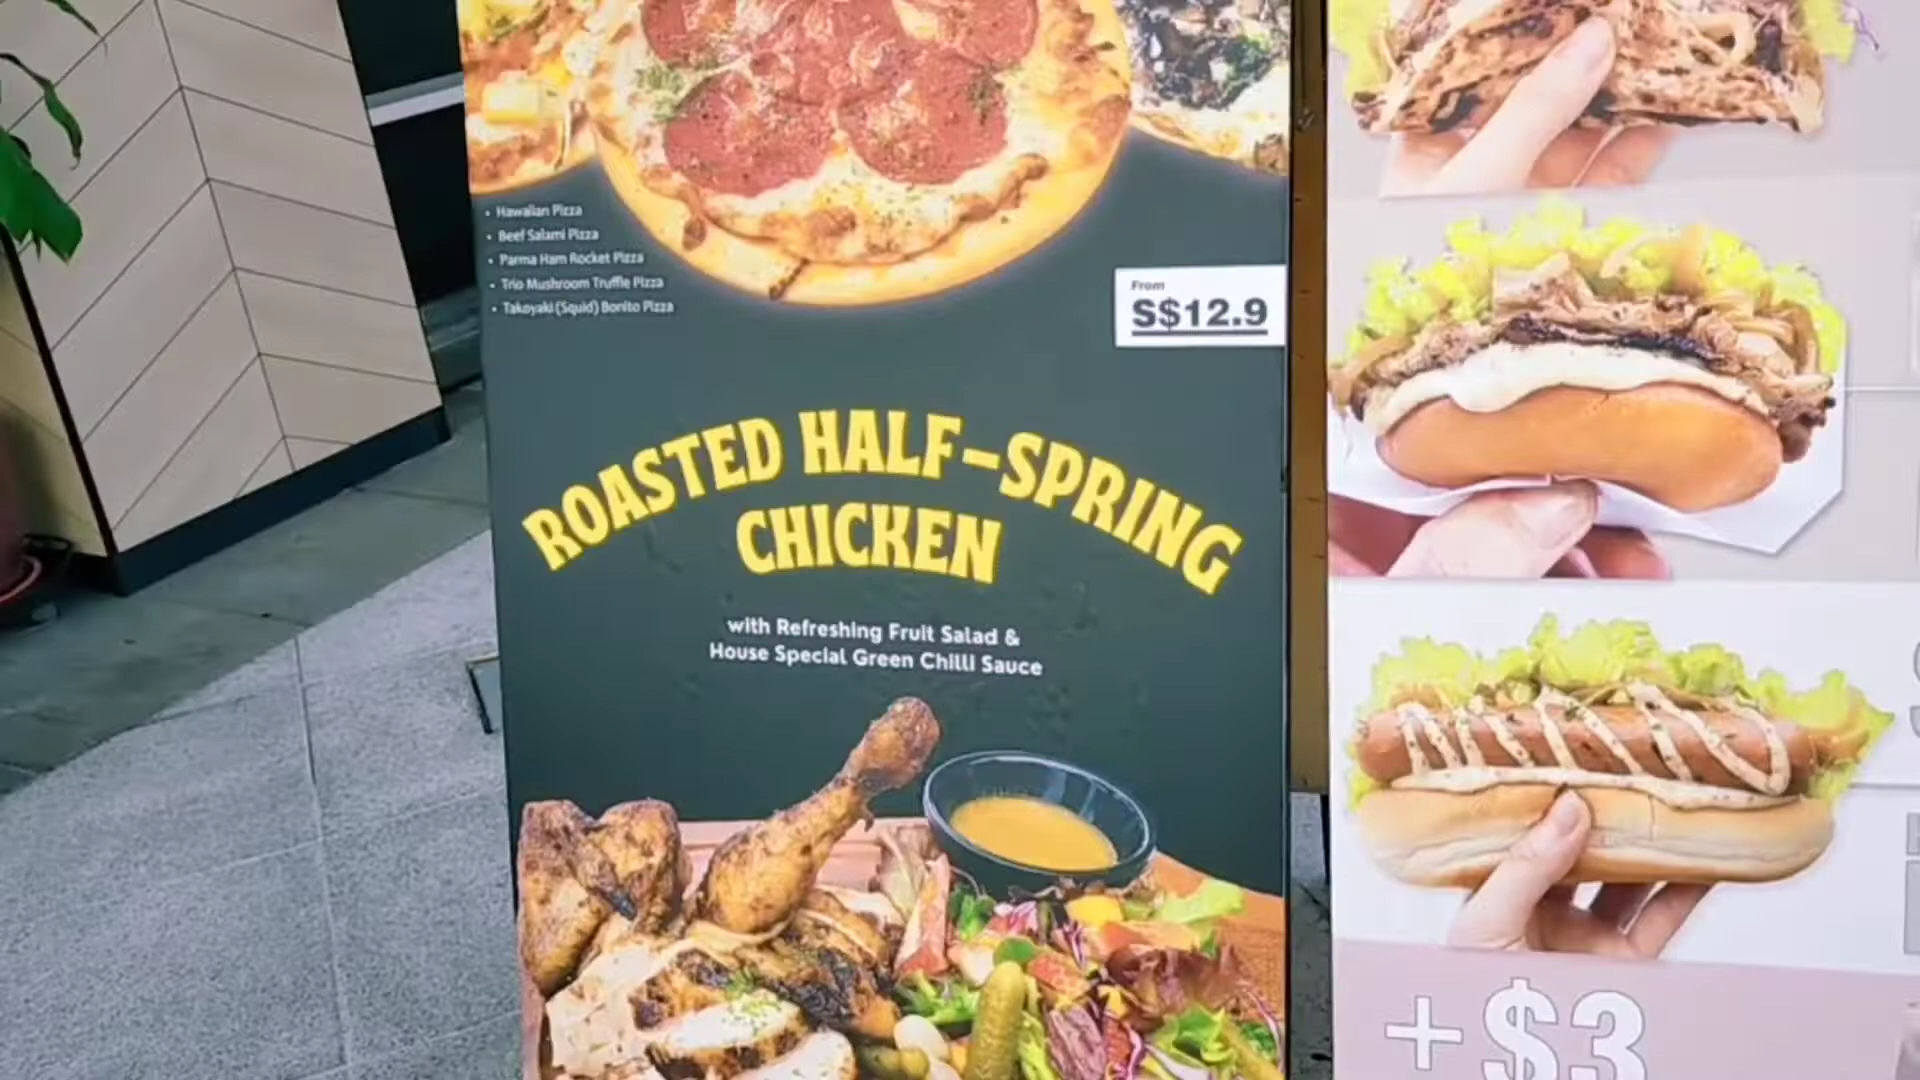 • Hawaiian Pizza
• Beef Salami Pizza
• Parma Ham Rocket Pizza
• Trio Mushroom Truffle Pizza
• Takoyaki (Squid) Bonito Pizza
From
S$12.9
ROASTED HALF-SPRING
CHICKEN
with Refreshing Fruit Salad &
House Special Green Chilli Sauce
+ $3